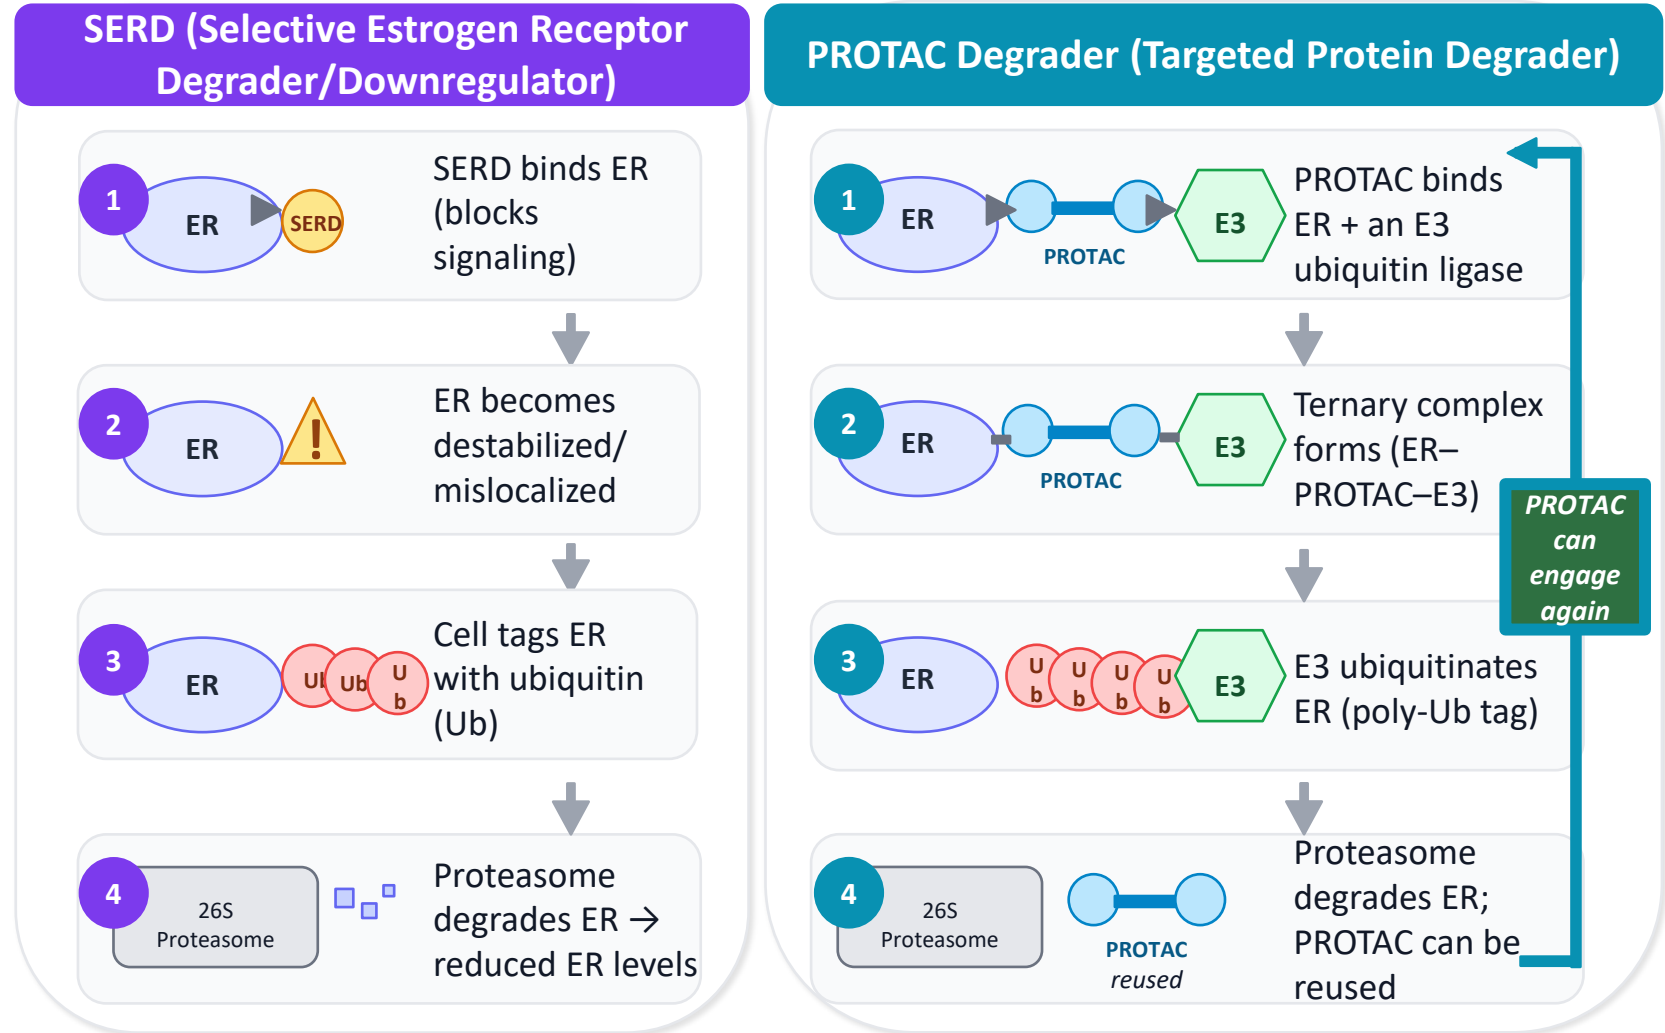 SERD (Selective Estrogen Receptor
Degrader/Downregulator)
1
ER
SERD
SERD binds ER
(blocks
signaling)
2
ER
!
ER becomes
destabilized/
mislocalized
3
ER
Ub
Ub
U
b
Cell tags ER
with ubiquitin
(Ub)
4
26S
Proteasome
Proteasome
degrades ER →
reduced ER levels
PROTAC Degrader (Targeted Protein Degrader)
1
ER
PROTAC
E3
PROTAC binds
ER + an E3
ubiquitin ligase
2
ER
PROTAC
E3
Ternary complex
forms (ER–
PROTAC–E3)
3
ER
U
b
U
b
U
b
U
b
E3
E3 ubiquitinates
ER (poly-Ub tag)
4
26S
Proteasome
PROTAC
reused
Proteasome
degrades ER;
PROTAC can be
reused
PROTAC
can
engage
again